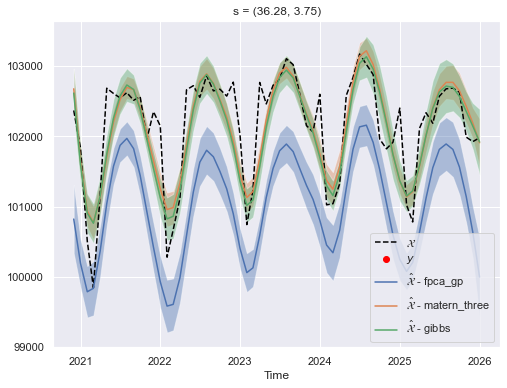 s = (36.28, 3.75)
103000
102000
101000
100000
99000
2021
2022
2023
2024
2025
2026
Time
𝒳
y
𝒳̂ - fpca_gp
𝒳̂ - matern_three
𝒳̂ - gibbs